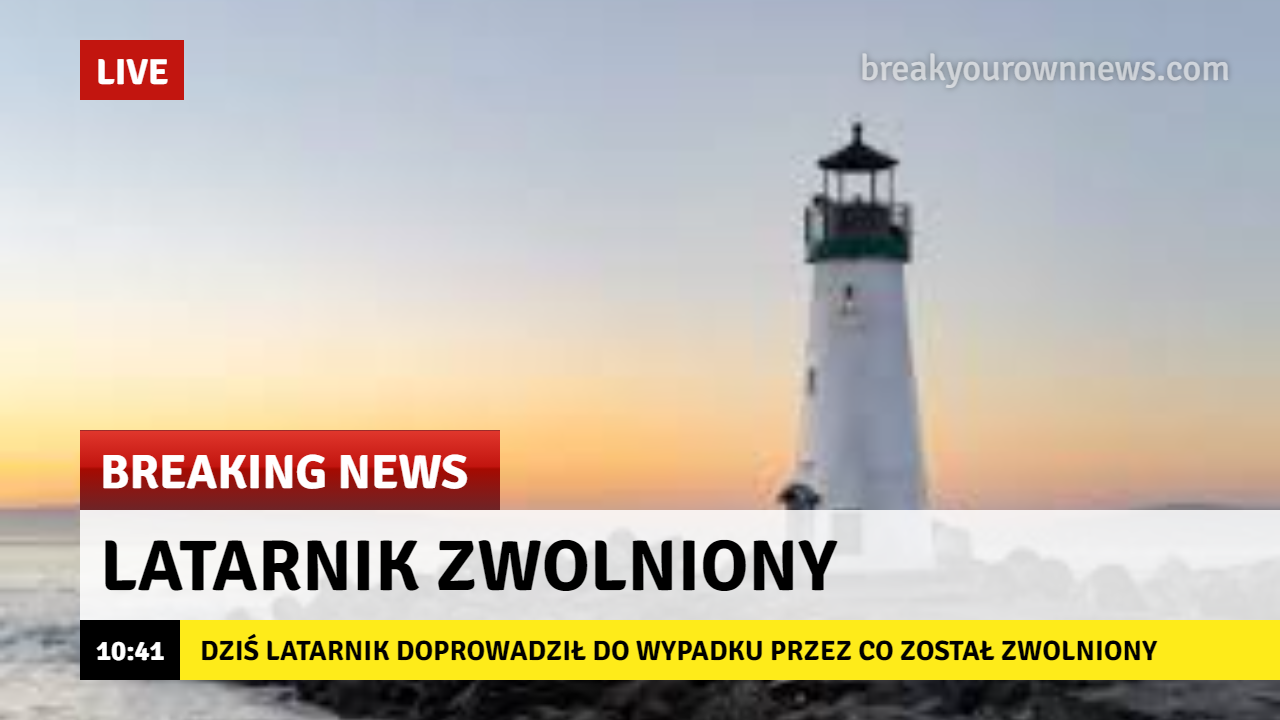 LIVE
breakyourownnews.com
BREAKING NEWS
LATARNIK ZWOLNIONY
10:41
DZIŚ LATARNIK DOPROWADZIŁ DO WYPADKU PRZEZ CO ZOSTAŁ ZWOLNIONY